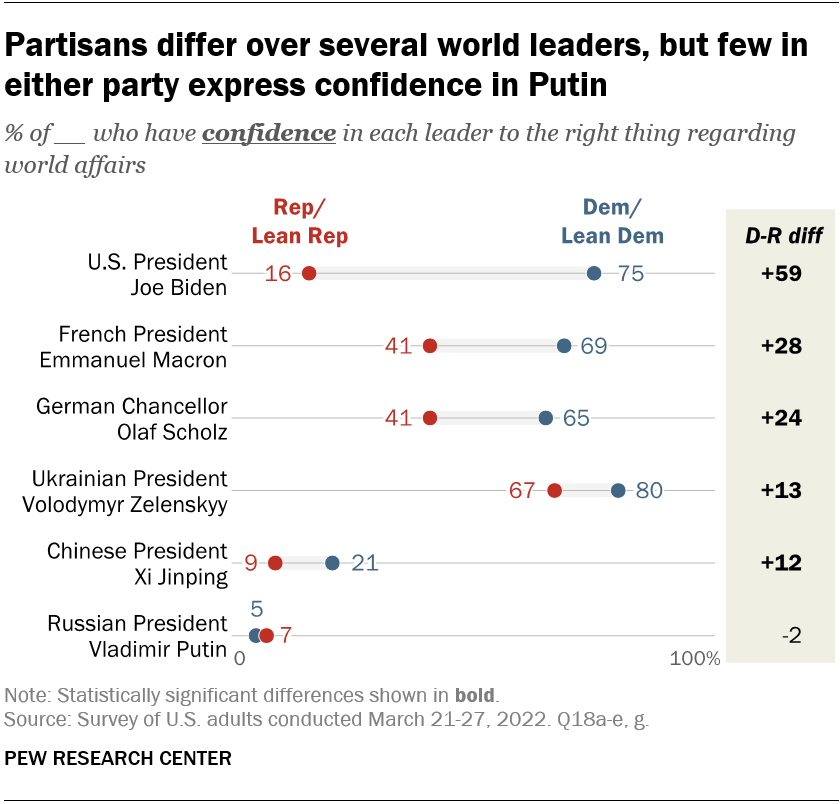 Partisans differ over several world leaders, but few in
either party express confidence in Putin
% of __ who have confidence in each leader to the right thing regarding
world affairs
Rep/
Lean Rep
Dem/
Lean Dem
D-R diff
U.S. President
Joe Biden
16
75
+59
French President
Emmanuel Macron
41
69
+28
German Chancellor
Olaf Scholz
41
65
+24
Ukrainian President
Volodymyr Zelenskyy
67
80
+13
Chinese President
Xi Jinping
9
21
+12
Russian President
Vladimir Putin
5
7
-2
0
100%
Note: Statistically significant differences shown in bold.
Source: Survey of U.S. adults conducted March 21-27, 2022. Q18a-e, g.
PEW RESEARCH CENTER